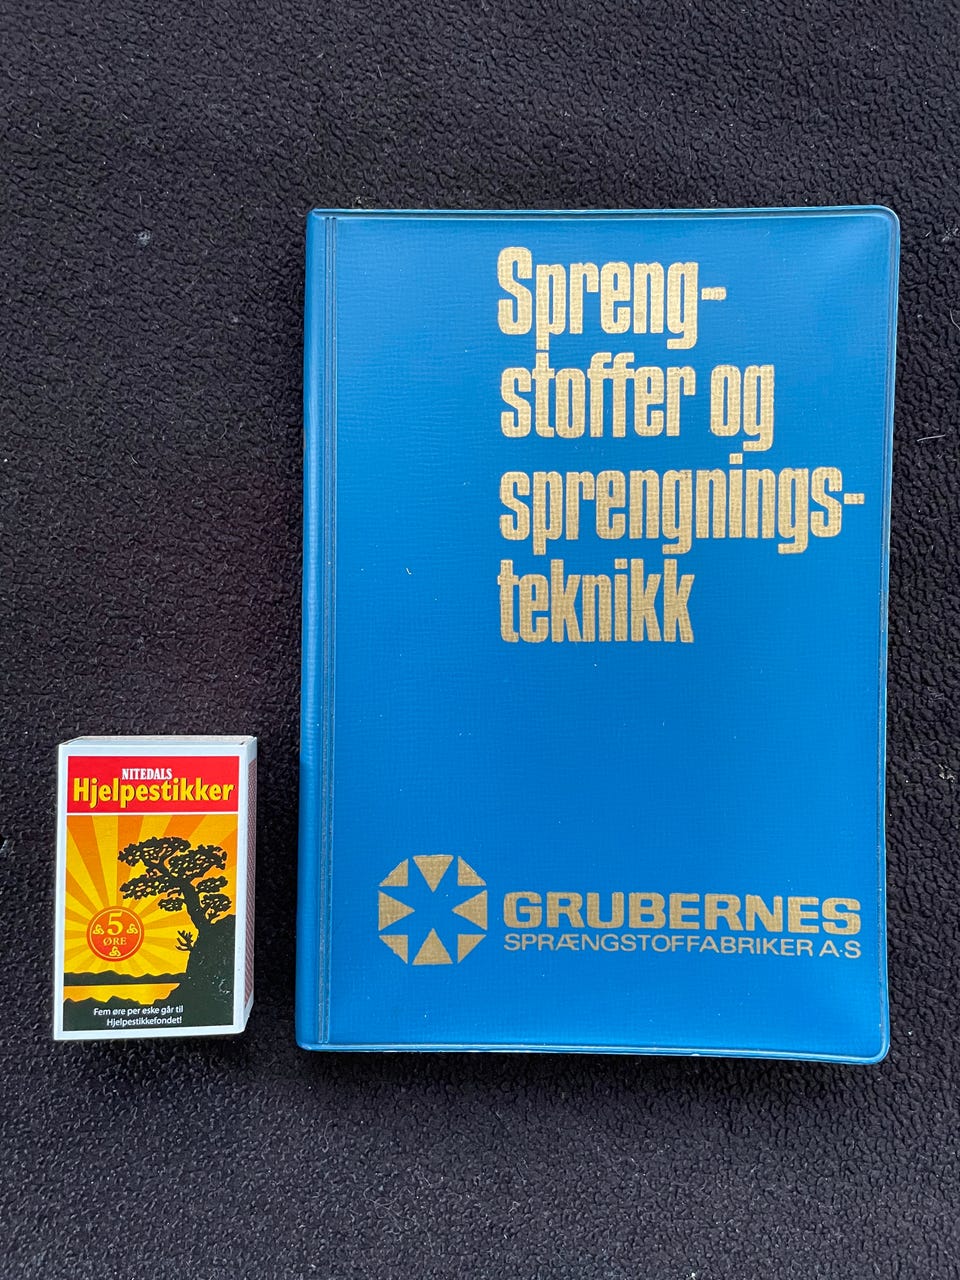 Spreng-
stoffer og
sprengnings-
teknikk
GRUBERNES
SPRÆNGSTOFFABRIKER A·S
NITEDALS
Hjelpestikker
5
ØRE
Fem øre per eske går til
Hjelpestikkefondet!